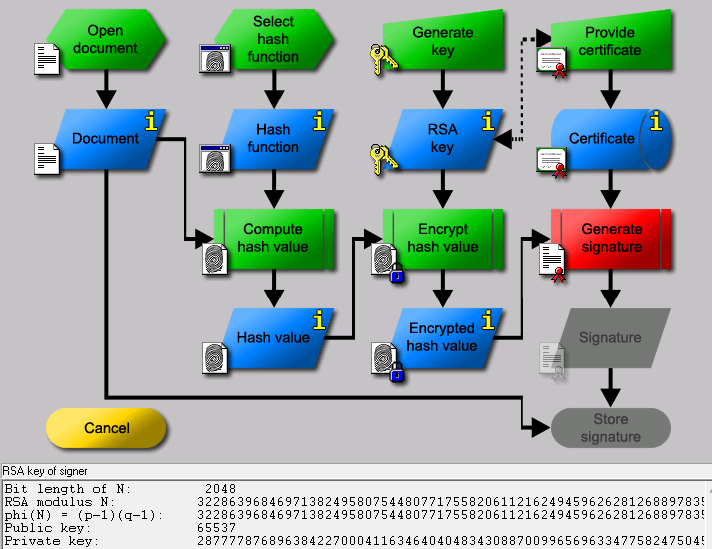 Open
document
Select
hash
function
Generate
key
Provide
certificate
Document
i
Hash
function
i
RSA
key
i
Certificate
i
Compute
hash value
Encrypt
hash value
Generate
signature
Hash value
i
Encrypted
hash value
i
Signature
Cancel
Store
signature
RSA key of signer
Bit length of N: 2048
RSA modulus N: 322863968469713824958075448077175582061121624945962628126889783
phi(N) = (p-1)(q-1): 322863968469713824958075448077175582061121624945962628126889783
Public key: 65537
Private key: 287777876896384227000411634640404834308870099656963347758247504